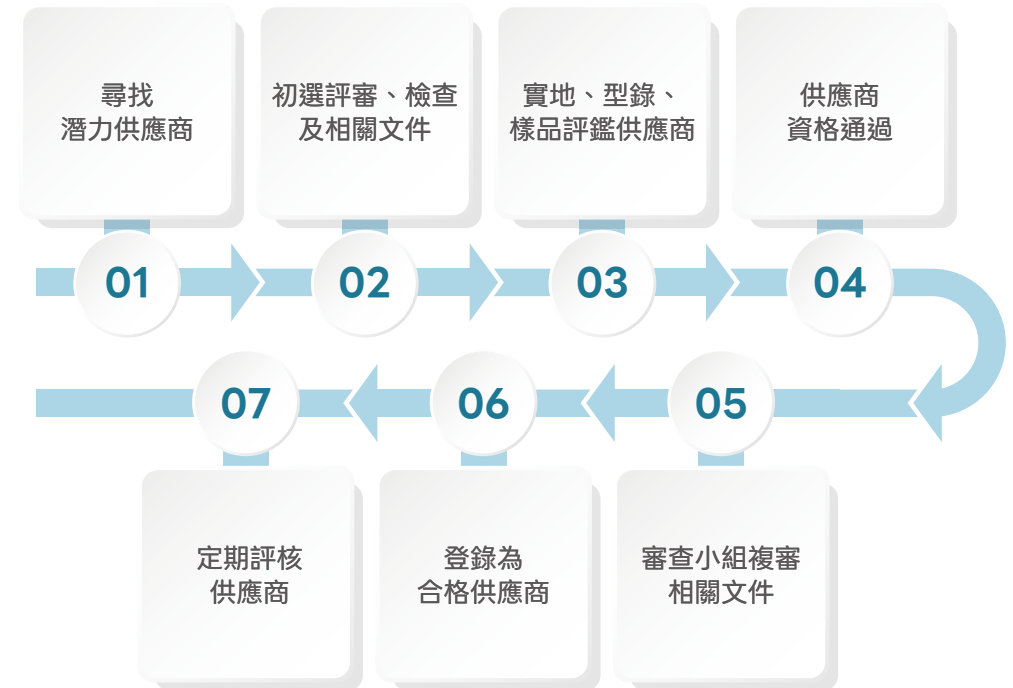 尋找
潛力供應商
01
初選評審、檢查
及相關文件
02
實地、型錄、
樣品評鑑供應商
03
供應商
資格通過
04
05
審查小組複審
相關文件
06
登錄為
合格供應商
07
定期評核
供應商